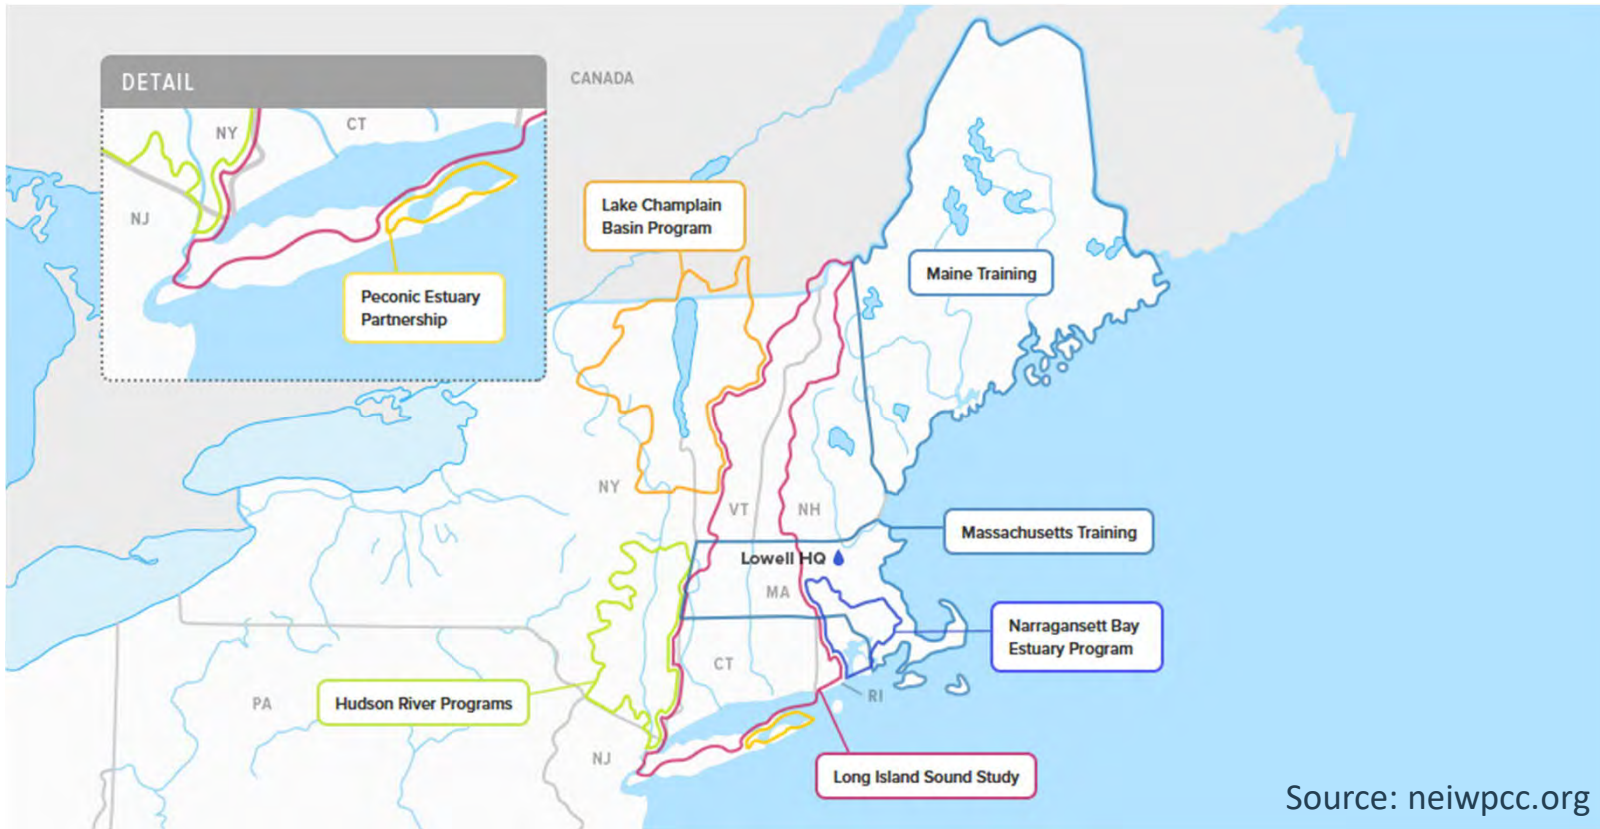 DETAIL
CANADA
NY
CT
NJ
Peconic Estuary
Partnership
Lake Champlain
Basin Program
Maine Training
NY
VT
NH
Massachusetts Training
Lowell HQ
MA
Narragansett Bay
Estuary Program
CT
RI
PA
Hudson River Programs
NJ
Long Island Sound Study
Source: neiwpcc.org